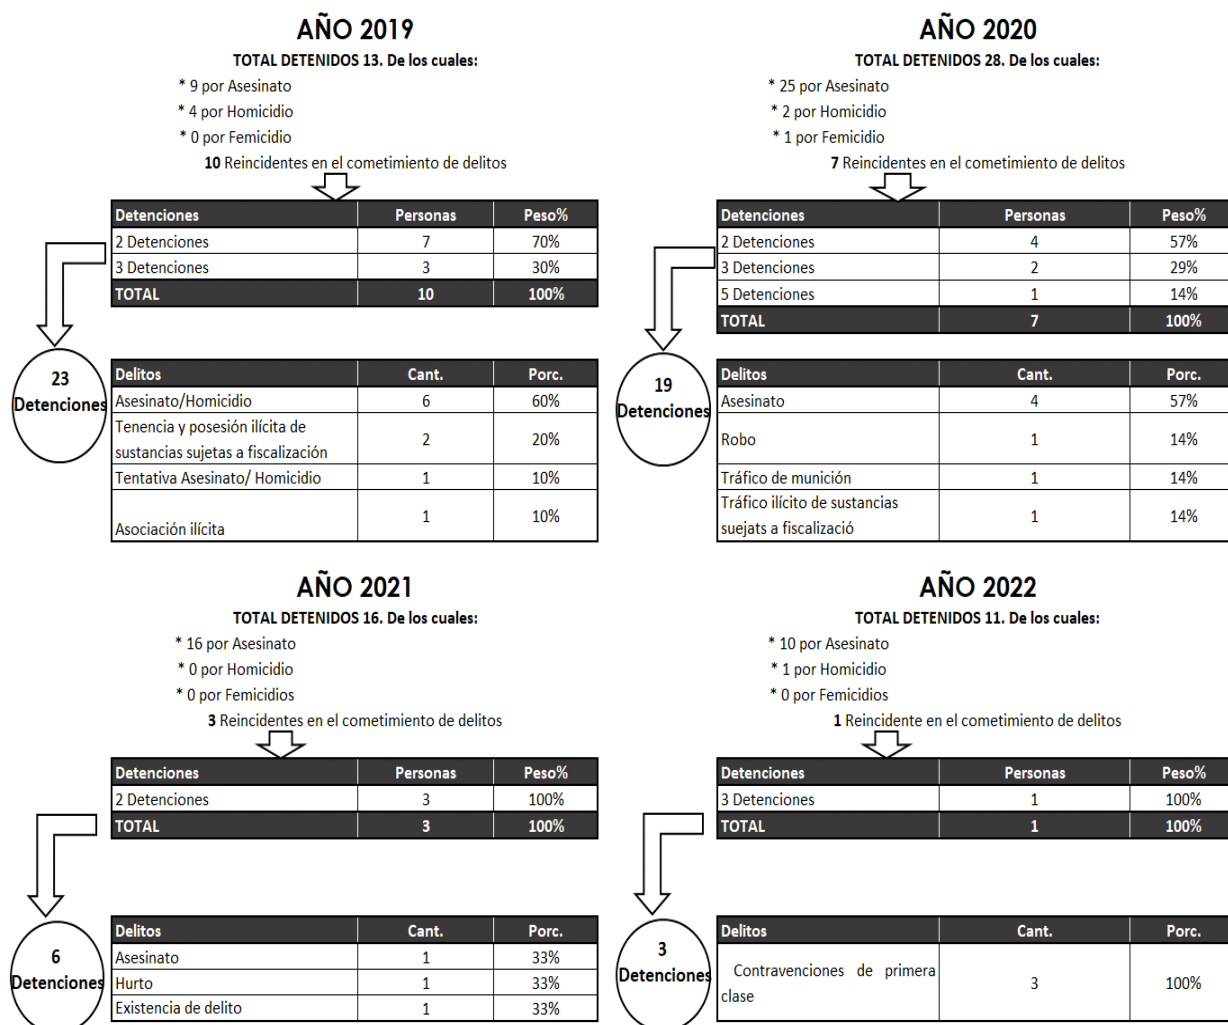 AÑO 2019
TOTAL DETENIDOS 13. De los cuales:
* 9 por Asesinato
* 4 por Homicidio
* 0 por Femicidio
10 Reincidentes en el cometimiento de delitos
Detenciones Personas Peso%
2 Detenciones 7 70%
3 Detenciones 3 30%
TOTAL 10 100%
23
Detenciones
Delitos Cant. Porc.
Asesinato/Homicidio 6 60%
Tenencia y posesión ilícita de
sustancias sujetas a fiscalización 2 20%
Tentativa Asesinato/ Homicidio 1 10%
Asociación ilícita 1 10%
AÑO 2020
TOTAL DETENIDOS 28. De los cuales:
* 25 por Asesinato
* 2 por Homicidio
* 1 por Femicidio
7 Reincidentes en el cometimiento de delitos
Detenciones Personas Peso%
2 Detenciones 4 57%
3 Detenciones 2 29%
5 Detenciones 1 14%
TOTAL 7 100%
19
Detenciones
Delitos Cant. Porc.
Asesinato 4 57%
Robo 1 14%
Tráfico de munición 1 14%
Tráfico ilícito de sustancias
suejats a fiscalizació 1 14%
AÑO 2021
TOTAL DETENIDOS 16. De los cuales:
* 16 por Asesinato
* 0 por Homicidio
* 0 por Femicidios
3 Reincidentes en el cometimiento de delitos
Detenciones Personas Peso%
2 Detenciones 3 100%
TOTAL 3 100%
6
Detenciones
Delitos Cant. Porc.
Asesinato 1 33%
Hurto 1 33%
Existencia de delito 1 33%
AÑO 2022
TOTAL DETENIDOS 11. De los cuales:
* 10 por Asesinato
* 1 por Homicidio
* 0 por Femicidios
1 Reincidente en el cometimiento de delitos
Detenciones Personas Peso%
3 Detenciones 1 100%
TOTAL 1 100%
3
Detenciones
Delitos Cant. Porc.
Contravenciones de primera
clase 3 100%